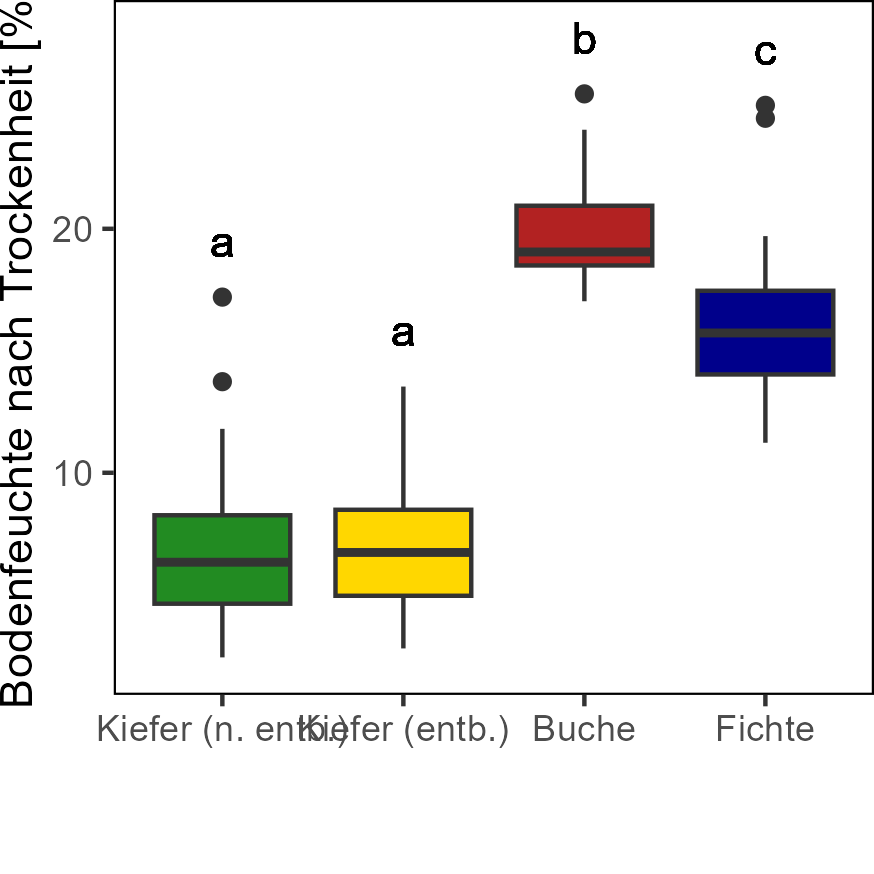 Bodenfeuchte nach Trockenheit [%
a
a
b
c
20
10
Kiefer (n. entb.)
Kiefer (entb.)
Buche
Fichte